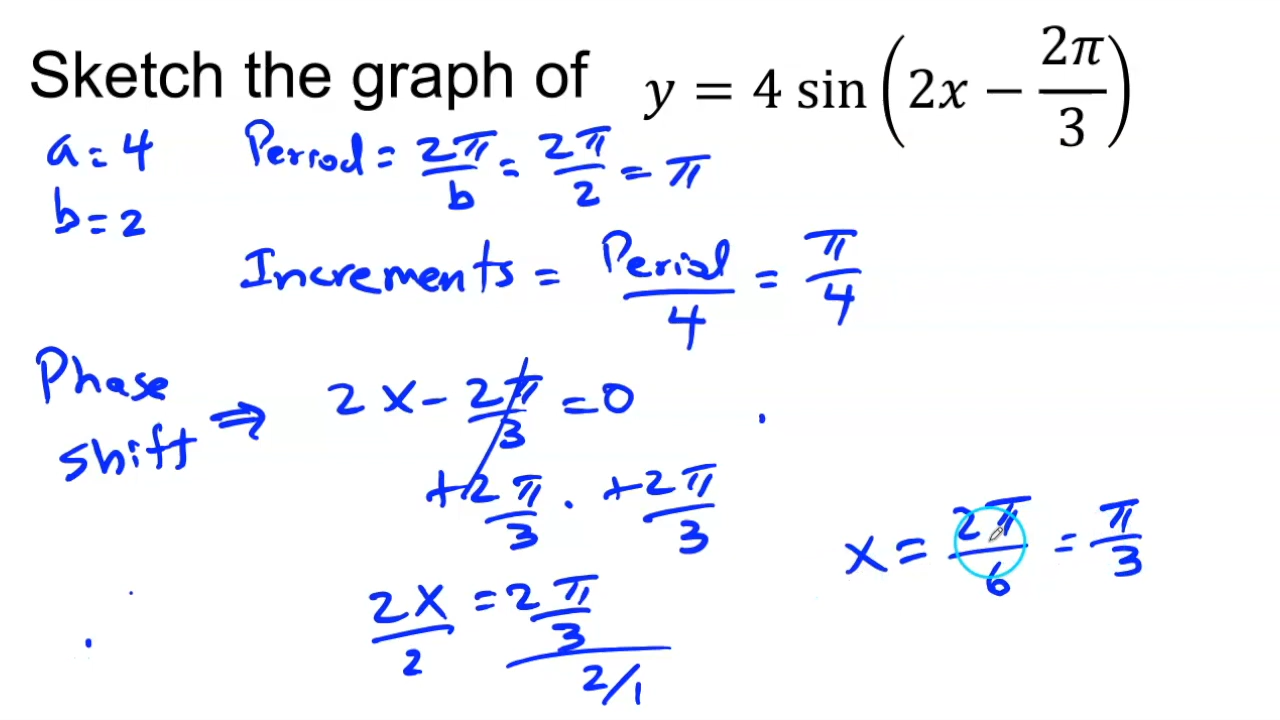 Sketch the graph of y = 4 sin(2x − 2π/3)
a = 4 Period = 2π/b = 2π/2 = π
b = 2
Increments = Period/4 = π/4
Phase shift ⇒ 2x − 2π/3 = 0
+2π/3 . +2π/3
2x/2 = 2π/3 / 2/1
x = 2π/6 = π/3